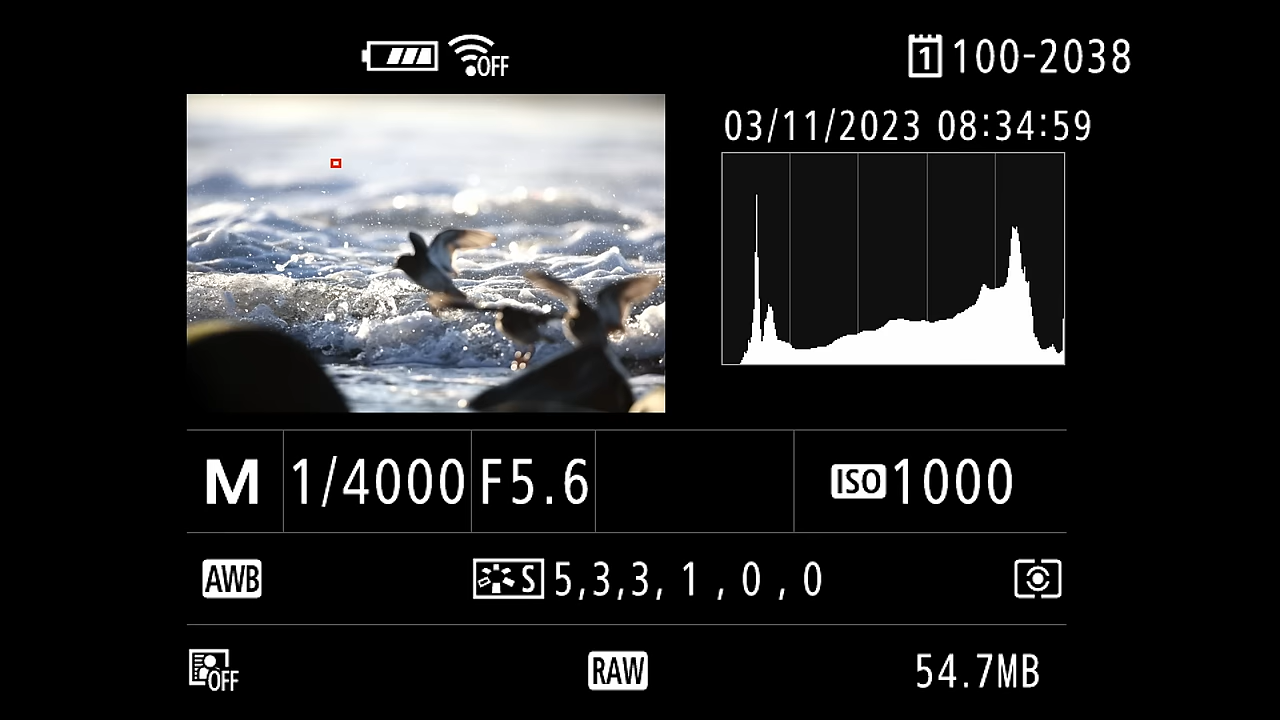 OFF 1 100-2038
03/11/2023 08:34:59
M 1/4000 F5.6 ISO 1000
AWB S 5,3,3,1,0,0
OFF RAW 54.7MB